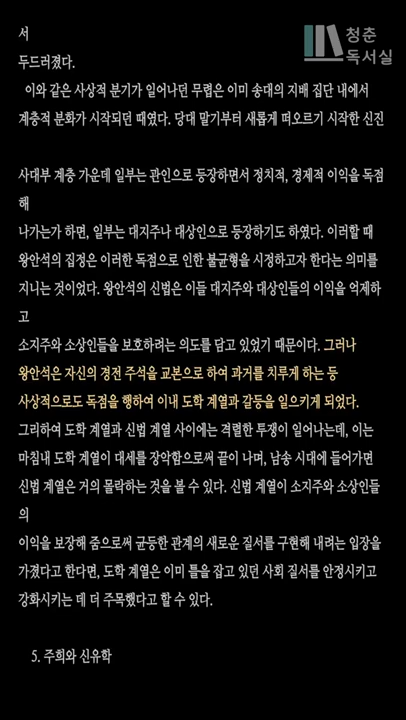 서
청춘
독서실
두드러졌다.
이와 같은 사상적 분기가 일어나던 무렵은 이미 송대의 지배 집단 내에서
계층적 분화가 시작되던 때였다. 당대 말기부터 새롭게 떠오르기 시작한 신진
사대부 계층 가운데 일부는 관인으로 등장하면서 정치적, 경제적 이익을 독점
해
나가는가 하면, 일부는 대지주나 대상인으로 등장하기도 하였다. 이러할 때
왕안석의 집정은 이러한 독점으로 인한 불균형을 시정하고자 한다는 의미를
지니는 것이었다. 왕안석의 신법은 이들 대지주와 대상인들의 이익을 억제하
고
소지주와 소상인들을 보호하려는 의도를 담고 있었기 때문이다. 그러나
왕안석은 자신의 경전 주석을 교본으로 하여 과거를 치루게 하는 등
사상적으로도 독점을 행하여 이내 도학 계열과 갈등을 일으키게 되었다.
그리하여 도학 계열과 신법 계열 사이에는 격렬한 투쟁이 일어나는데, 이는
마침내 도학 계열이 대세를 장악함으로써 끝이 나며, 남송 시대에 들어가면
신법 계열은 거의 몰락하는 것을 볼 수 있다. 신법 계열이 소지주와 소상인들
의
이익을 보장해 줌으로써 균등한 관계의 새로운 질서를 구현해 내려는 입장을
가졌다고 한다면, 도학 계열은 이미 틀을 잡고 있던 사회 질서를 안정시키고
강화시키는 데 더 주목했다고 할 수 있다.
5. 주희와 신유학